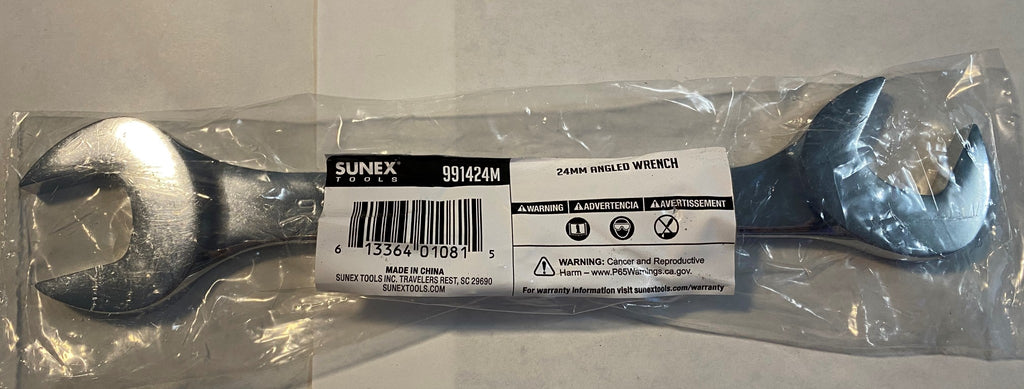 SUNEX®
TOOLS
991424M
6 13364 01081 5
MADE IN CHINA
SUNEX TOOLS INC. TRAVELERS REST, SC 29690
SUNEXTOOLS.COM
24MM ANGLED WRENCH
WARNING ADVERTENCIA AVERTISSEMENT
WARNING: Cancer and Reproductive
Harm – www.P65Warnings.ca.gov.
For warranty information visit sunextools.com/warranty